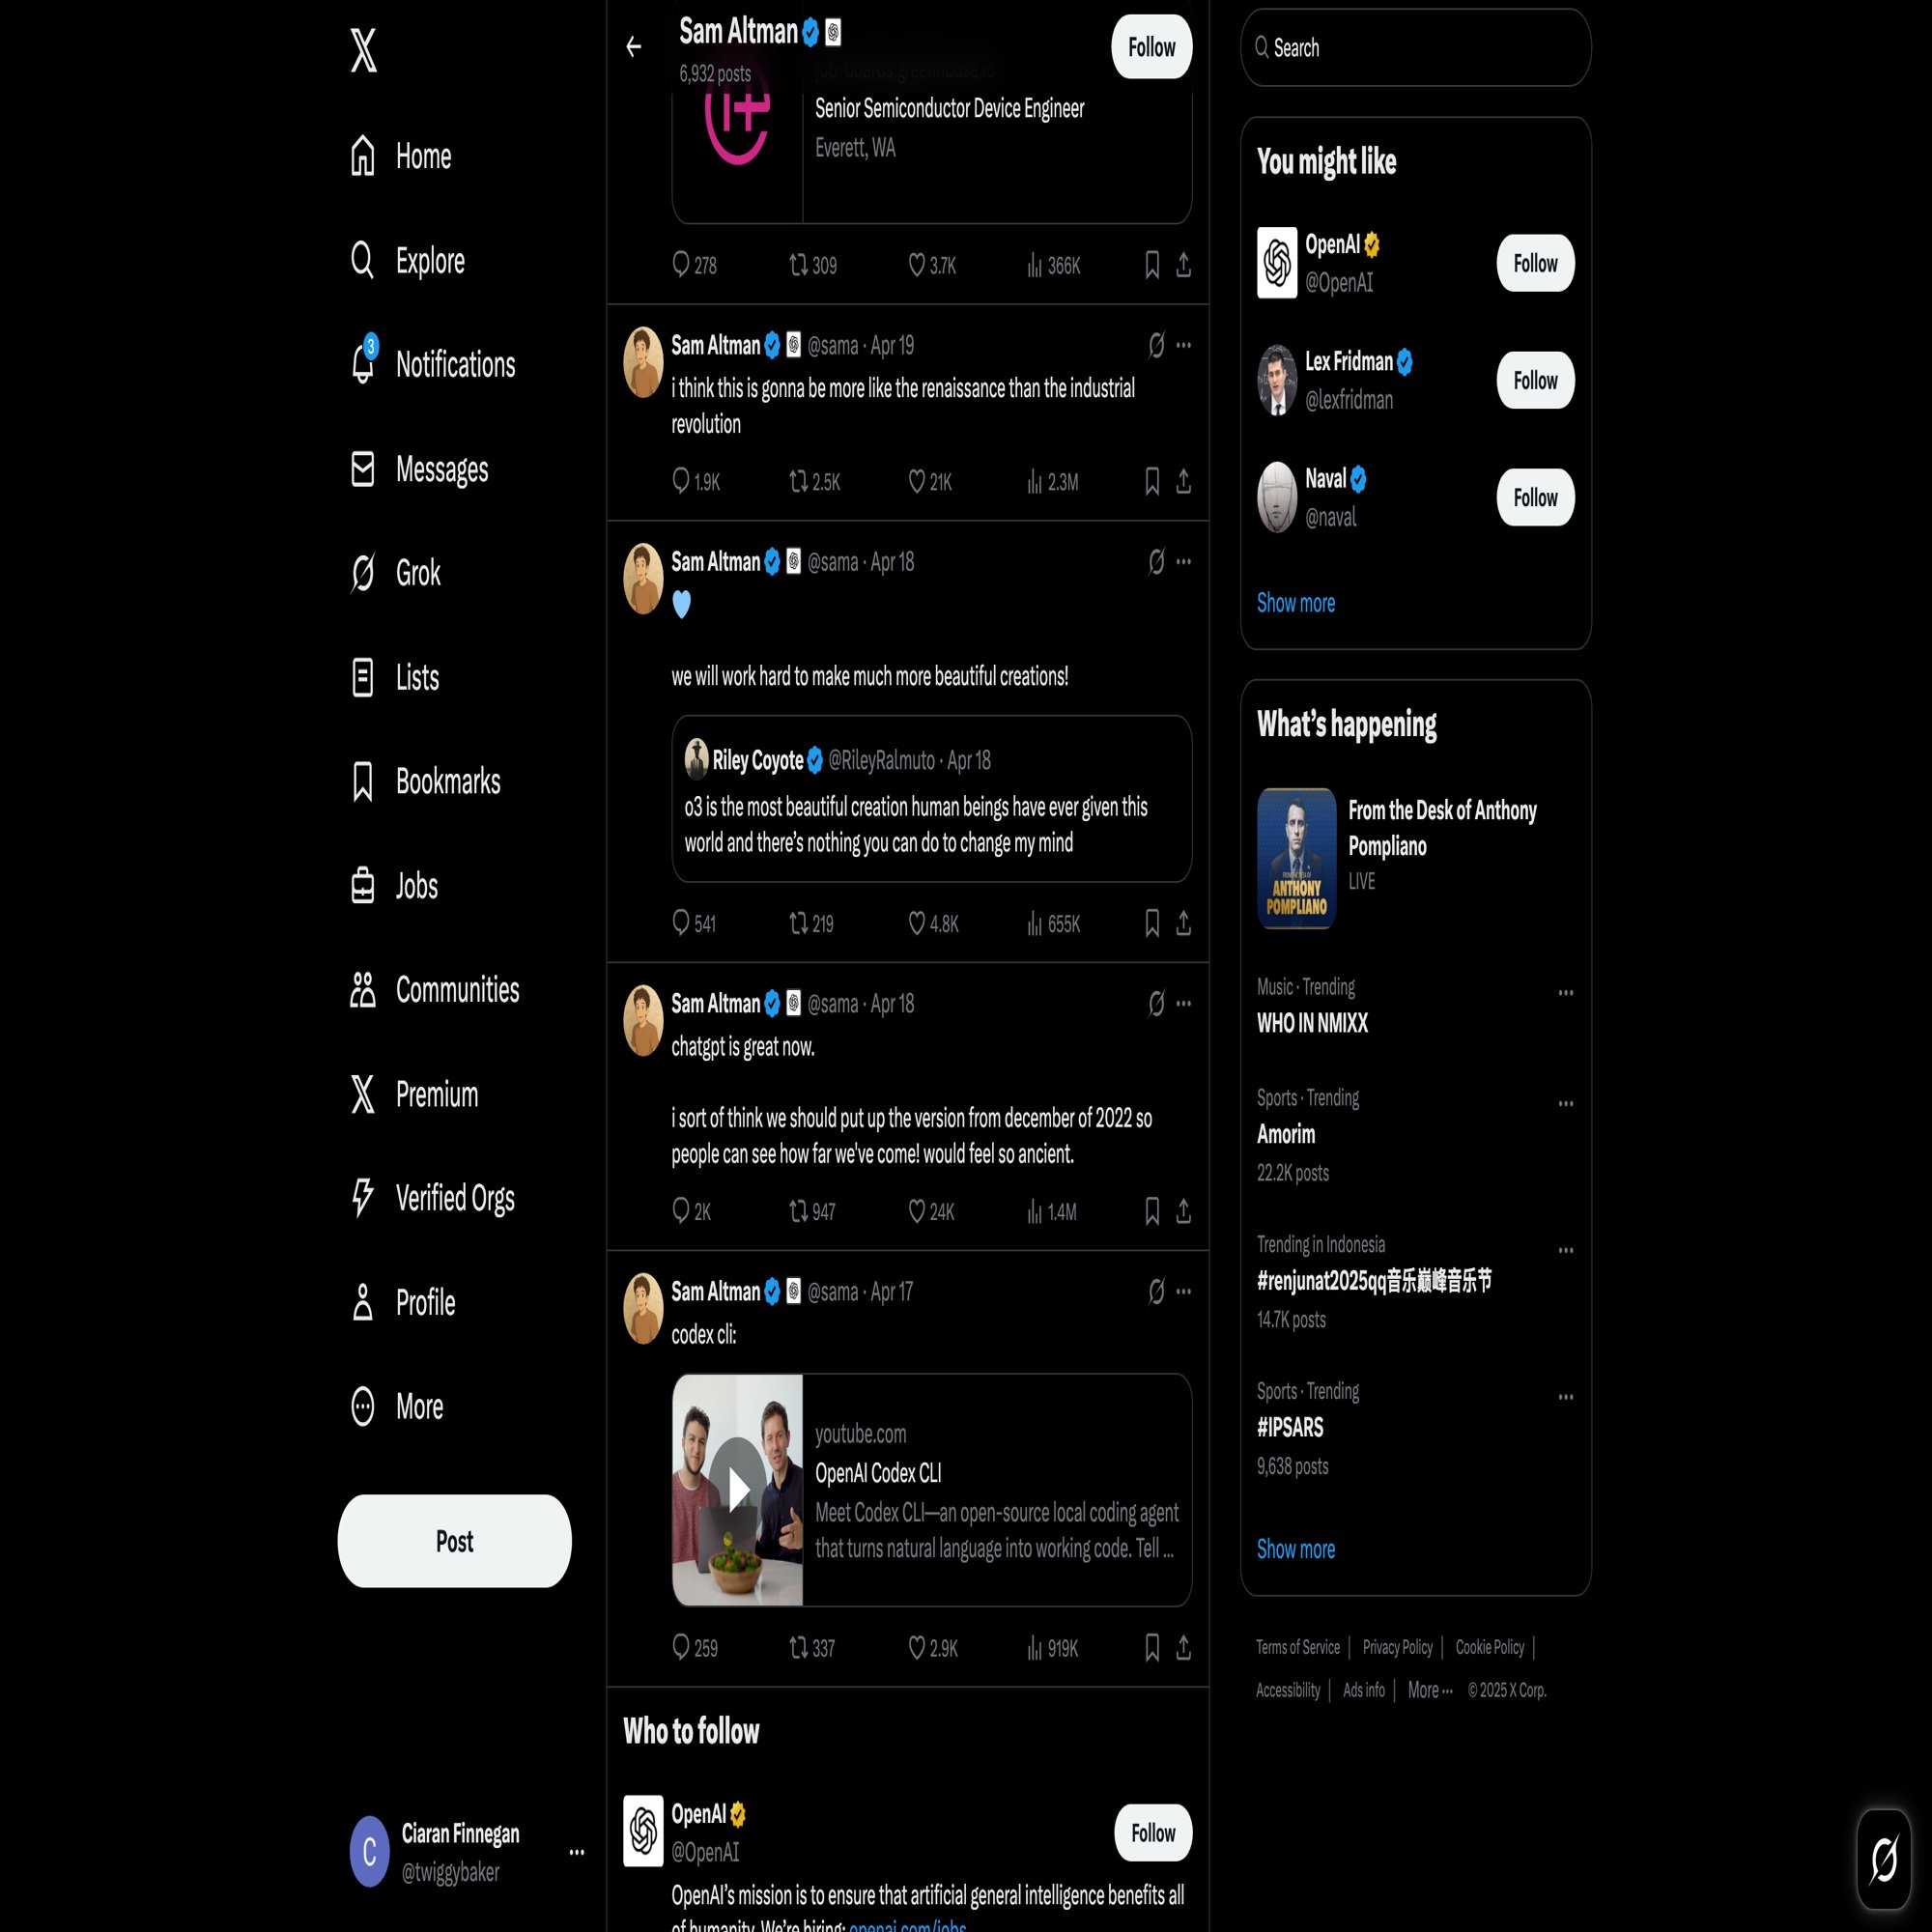 Home
Explore
3
Notifications
Messages
Grok
Lists
Bookmarks
Jobs
Communities
Premium
Verified Orgs
Profile
More
Post
C
Ciaran Finnegan
@twiggybaker
Sam Altman
6,932 posts
Follow
job-boards.greenhouse.io
Senior Semiconductor Device Engineer
Everett, WA
278 309 3.7K 366K
Sam Altman @sama · Apr 19
i think this is gonna be more like the renaissance than the industrial
revolution
1.9K 2.5K 21K 2.3M
Sam Altman @sama · Apr 18
we will work hard to make much more beautiful creations!
Riley Coyote @RileyRalmuto · Apr 18
o3 is the most beautiful creation human beings have ever given this
world and there’s nothing you can do to change my mind
541 219 4.8K 655K
Sam Altman @sama · Apr 18
chatgpt is great now.
i sort of think we should put up the version from december of 2022 so
people can see how far we've come! would feel so ancient.
2K 947 24K 1.4M
Sam Altman @sama · Apr 17
codex cli:
youtube.com
OpenAI Codex CLI
Meet Codex CLI—an open-source local coding agent
that turns natural language into working code. Tell ...
259 337 2.9K 919K
Who to follow
OpenAI
@OpenAI
Follow
OpenAI’s mission is to ensure that artificial general intelligence benefits all
of humanity. We’re hiring: openai.com/jobs
Search
You might like
OpenAI
@OpenAI
Follow
Lex Fridman
@lexfridman
Follow
Naval
@naval
Follow
Show more
What’s happening
FROM THE DESK OF
ANTHONY
POMPLIANO
From the Desk of Anthony
Pompliano
LIVE
Music · Trending
WHO IN NMIXX
Sports · Trending
Amorim
22.2K posts
Trending in Indonesia
#renjunat2025qq音乐巅峰音乐节
14.7K posts
Sports · Trending
#IPSARS
9,638 posts
Show more
Terms of Service | Privacy Policy | Cookie Policy |
Accessibility | Ads info | More ··· © 2025 X Corp.